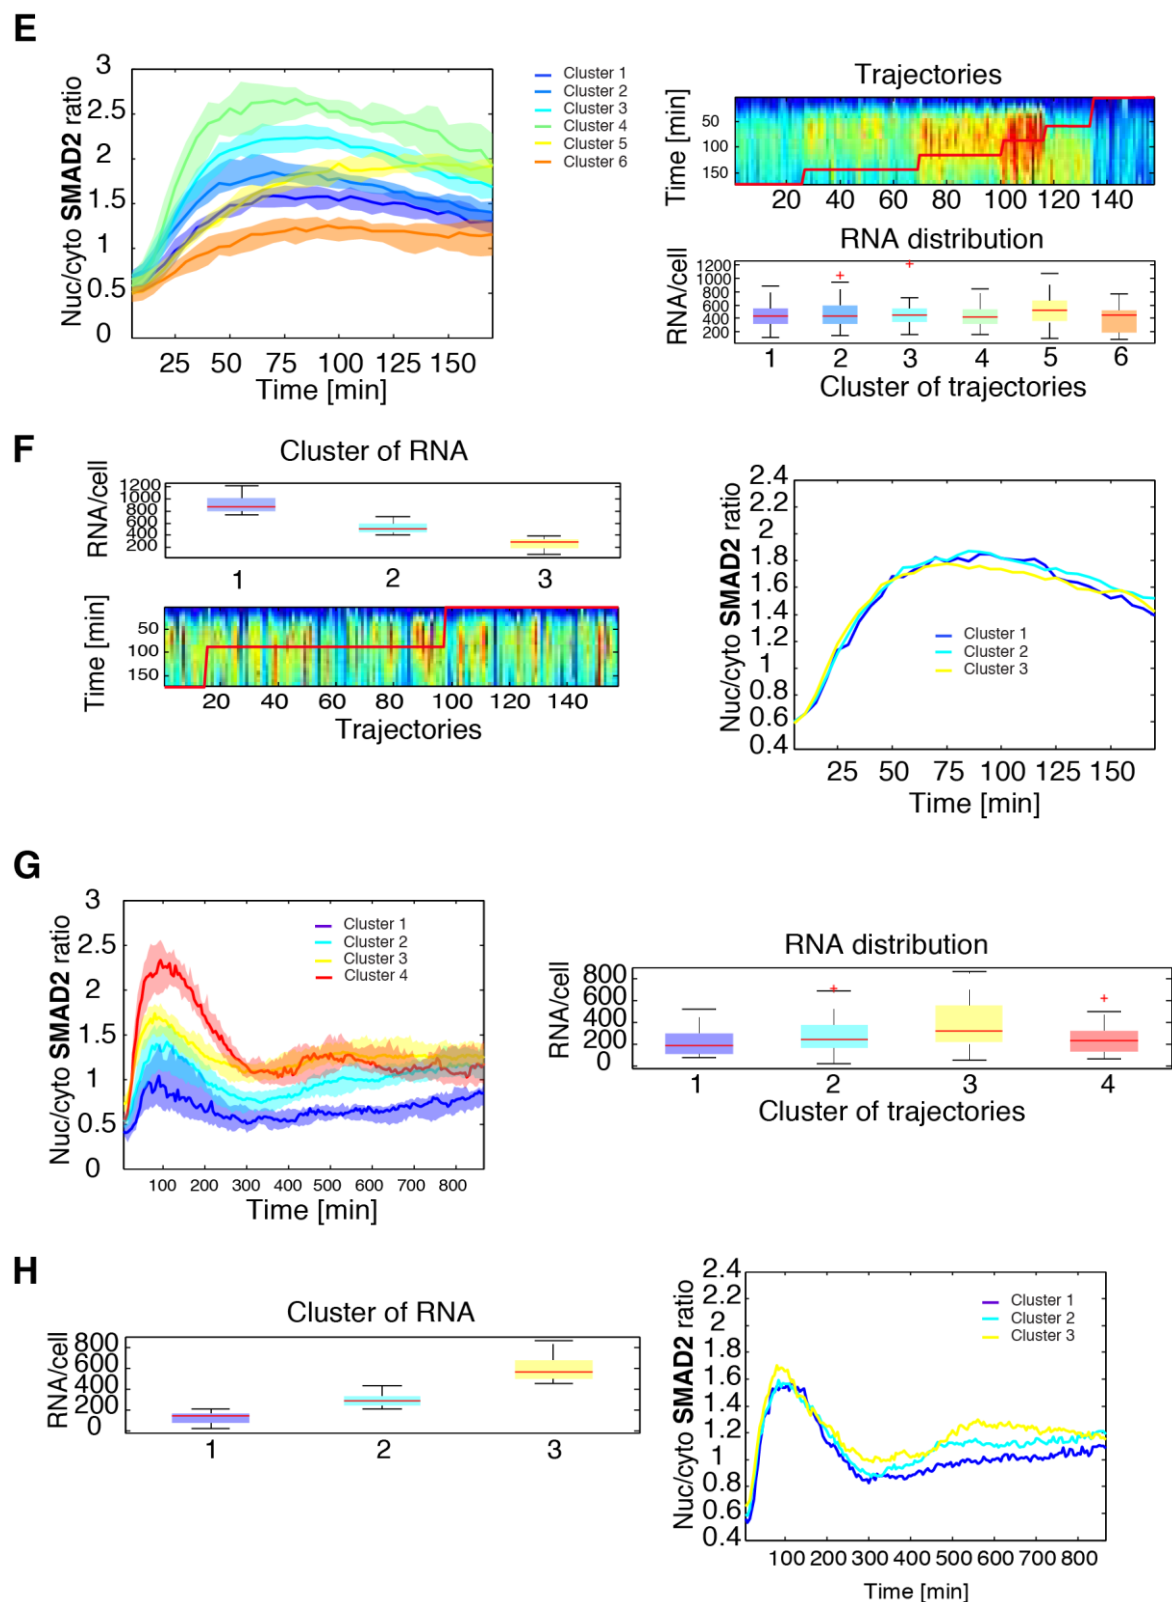 E
Nuc/cyto SMAD2 ratio
3
2.5
2
1.5
1
0.5
0
25 50 75 100 125 150
Time [min]
Cluster 1
Cluster 2
Cluster 3
Cluster 4
Cluster 5
Cluster 6
Trajectories
Time [min]
50
100
150
20 40 60 80 100 120 140
RNA distribution
RNA/cell
1200
1000
800
600
400
200
1 2 3 4 5 6
Cluster of trajectories
F
Cluster of RNA
RNA/cell
1200
1000
800
600
400
200
1 2 3
Time [min]
50
100
150
20 40 60 80 100 120 140
Trajectories
Nuc/cyto SMAD2 ratio
2.4
2.2
2
1.8
1.6
1.4
1.2
1
0.8
0.6
0.4
Cluster 1
Cluster 2
Cluster 3
25 50 75 100 125 150
Time [min]
G
Nuc/cyto SMAD2 ratio
3
2.5
2
1.5
1
0.5
0
Cluster 1
Cluster 2
Cluster 3
Cluster 4
100 200 300 400 500 600 700 800
Time [min]
RNA distribution
RNA/cell
800
600
400
200
0
1 2 3 4
Cluster of trajectories
H
Cluster of RNA
RNA/cell
800
600
400
200
0
1 2 3
Nuc/cyto SMAD2 ratio
2.4
2.2
2
1.8
1.6
1.4
1.2
1
0.8
0.6
0.4
Cluster 1
Cluster 2
Cluster 3
100 200 300 400 500 600 700 800
Time [min]